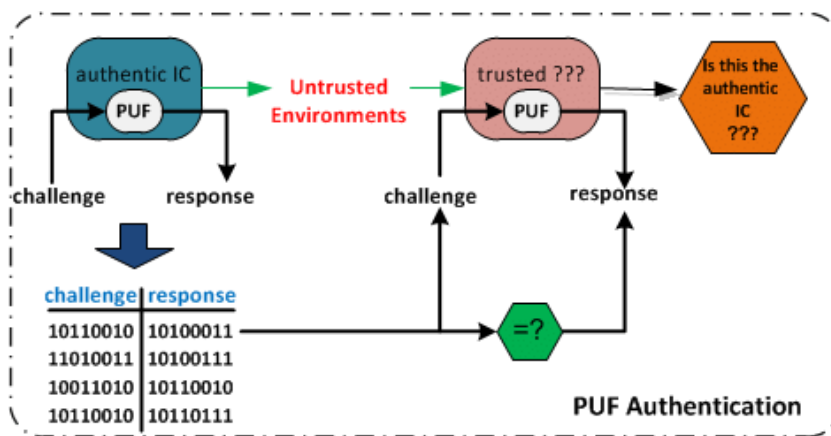 authentic IC
PUF
challenge
response
Untrusted
Environments
trusted ???
PUF
challenge
response
Is this the
authentic
IC
???
challenge response
10110010 10100011
11010011 10100111
10011010 10110010
10110010 10110111
=?
PUF Authentication